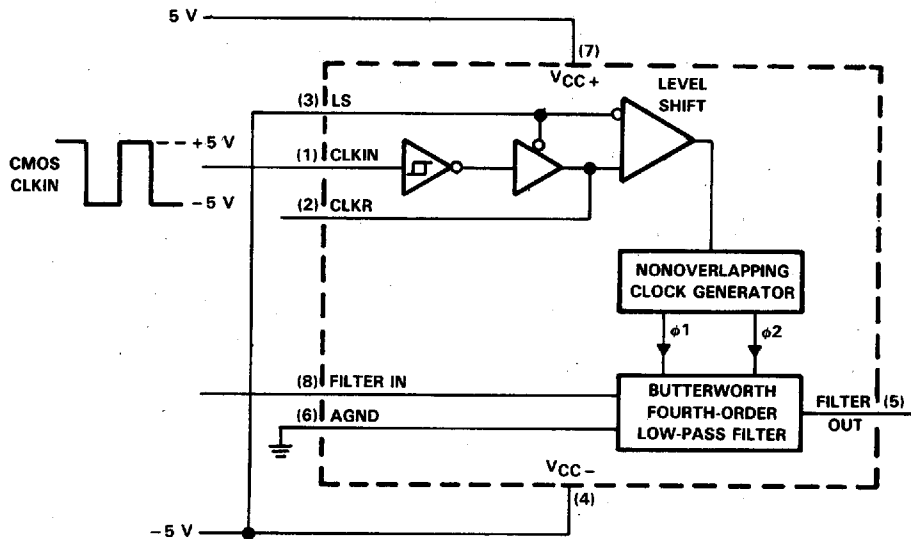 5 V
(7)
VCC+
LEVEL
SHIFT
(3) LS
CMOS
CLKIN
+5 V
-5 V
(1) CLKIN
(2) CLKR
NONOVERLAPPING
CLOCK GENERATOR
ϕ1
ϕ2
(8) FILTER IN
(6) AGND
BUTTERWORTH
FOURTH-ORDER
LOW-PASS FILTER
FILTER (5)
OUT
VCC-
(4)
-5 V